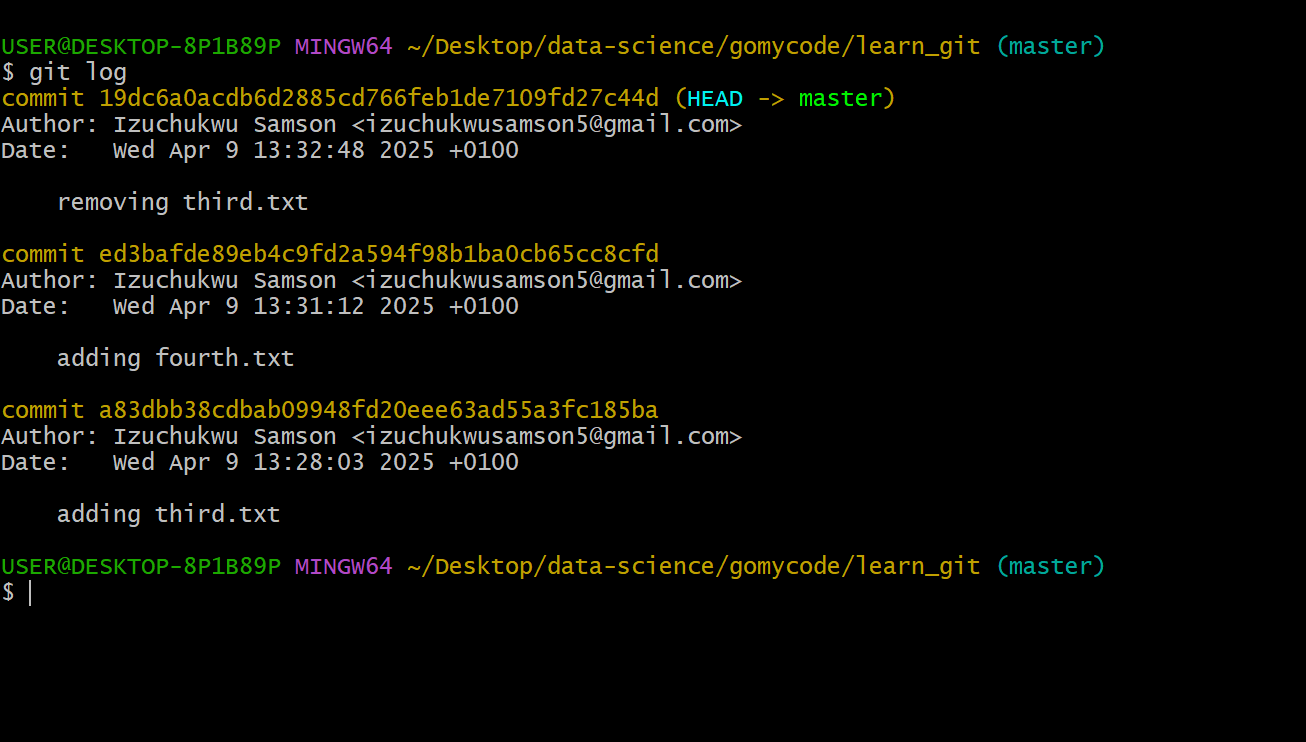 USER@DESKTOP-8P1B89P MINGW64 ~/Desktop/data-science/gomycode/learn_git (master)
$ git log
commit 19dc6a0acdb6d2885cd766feb1de7109fd27c44d (HEAD -> master)
Author: Izuchukwu Samson <izuchukwusamson5@gmail.com>
Date:   Wed Apr 9 13:32:48 2025 +0100

    removing third.txt

commit ed3bafde89eb4c9fd2a594f98b1ba0cb65cc8cfd
Author: Izuchukwu Samson <izuchukwusamson5@gmail.com>
Date:   Wed Apr 9 13:31:12 2025 +0100

    adding fourth.txt

commit a83dbb38cdbab09948fd20eee63ad55a3fc185ba
Author: Izuchukwu Samson <izuchukwusamson5@gmail.com>
Date:   Wed Apr 9 13:28:03 2025 +0100

    adding third.txt

USER@DESKTOP-8P1B89P MINGW64 ~/Desktop/data-science/gomycode/learn_git (master)
$